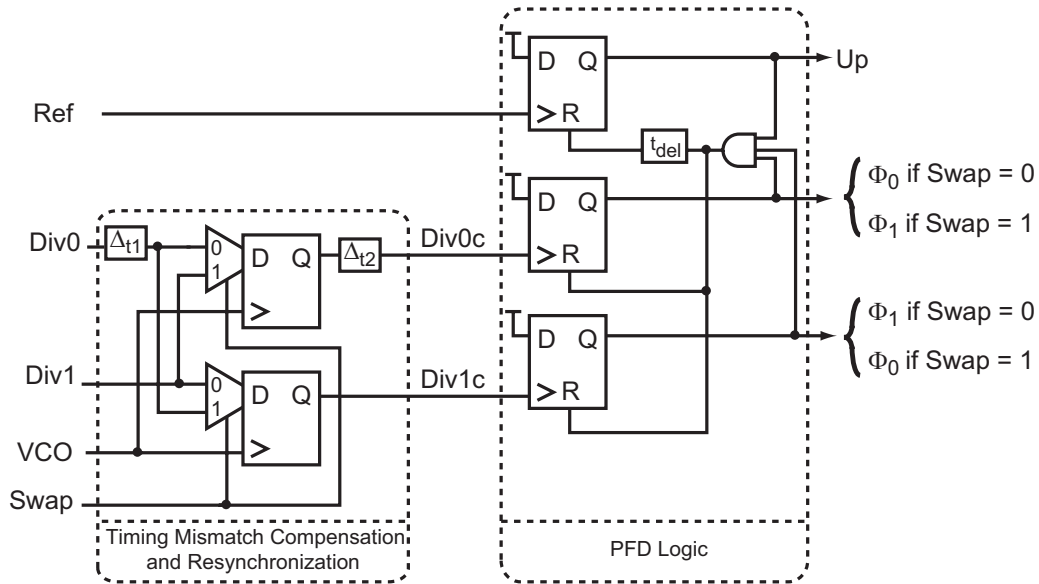 D Q
Up
Ref
> R
t_del
D Q
Φ0 if Swap = 0
Φ1 if Swap = 1
Div0
Δt1
0
1
D Q
Δt2
Div0c
> R
>
D Q
Φ1 if Swap = 0
Φ0 if Swap = 1
Div1
0
1
D Q
Div1c
> R
VCO
>
Swap
Timing Mismatch Compensation
and Resynchronization
PFD Logic